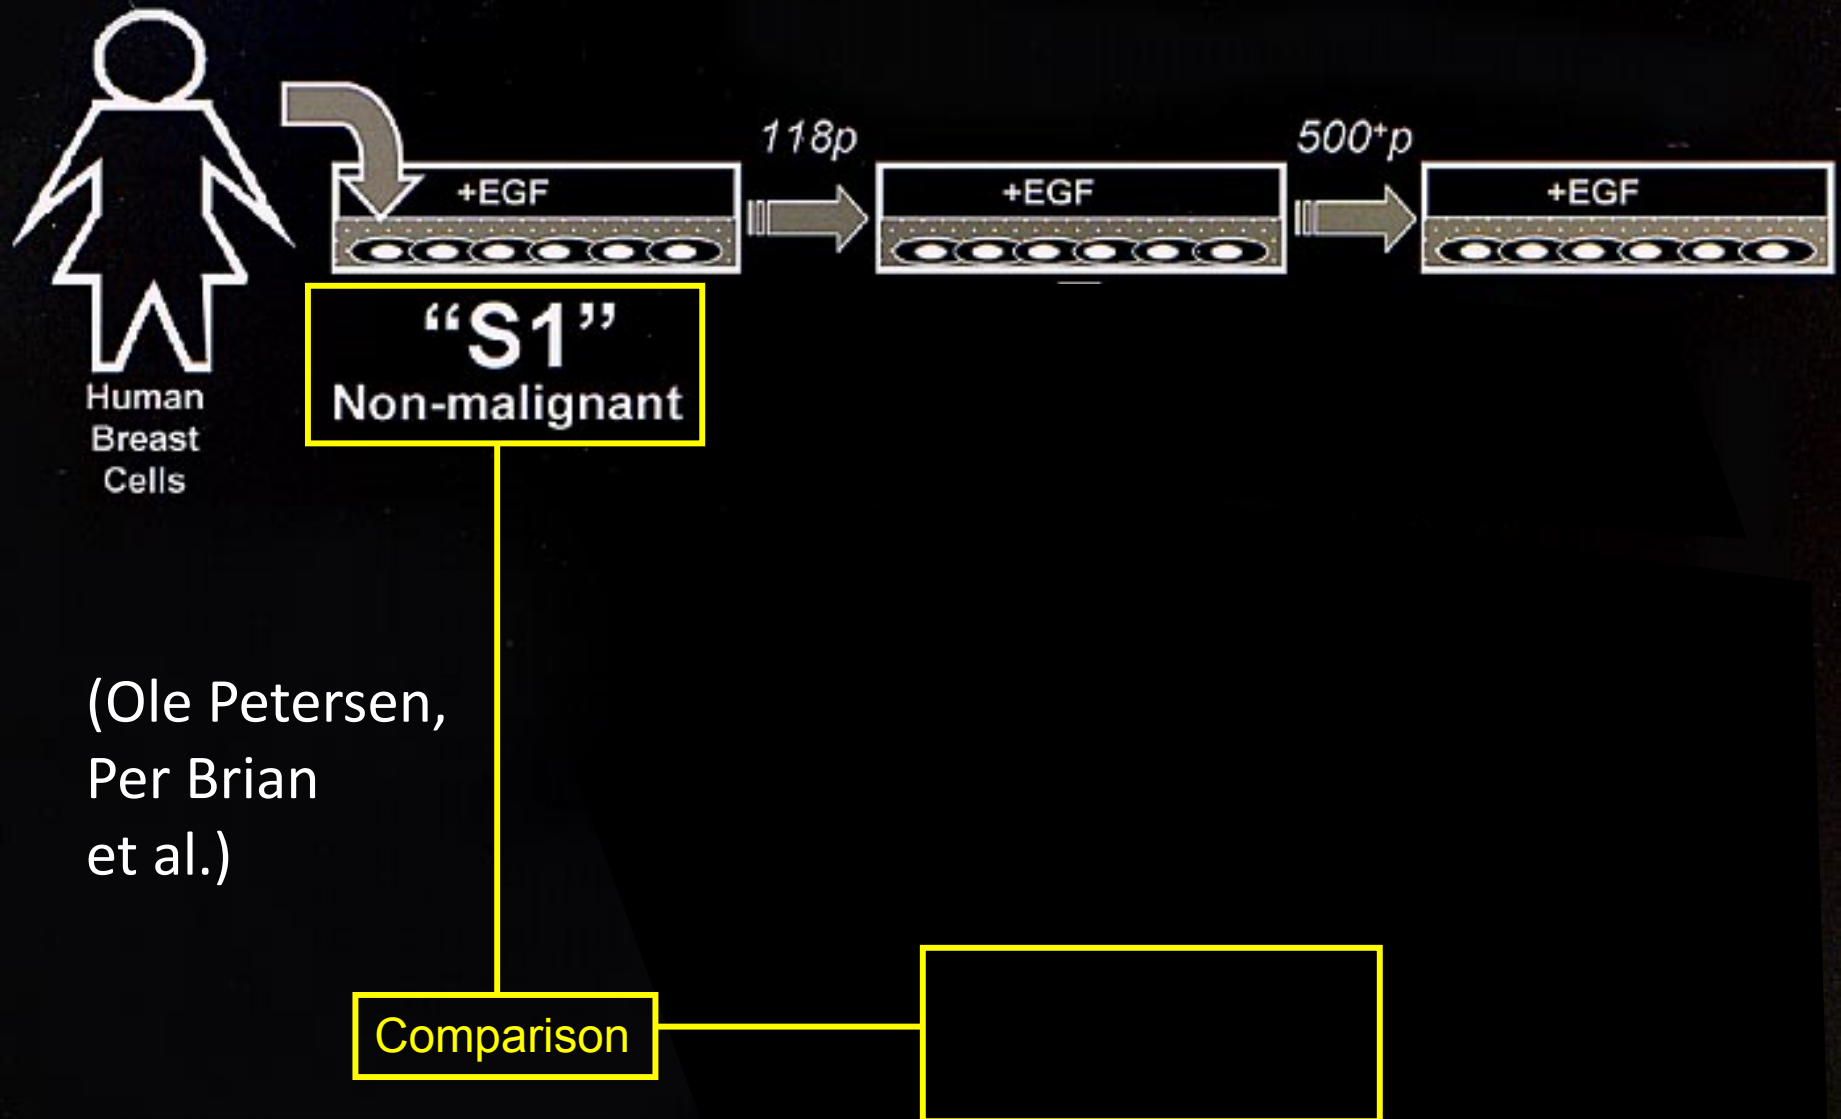 118p
500⁺p
+EGF
+EGF
+EGF
“S1”
Non-malignant
Human
Breast
Cells
(Ole Petersen,
Per Brian
et al.)
Comparison